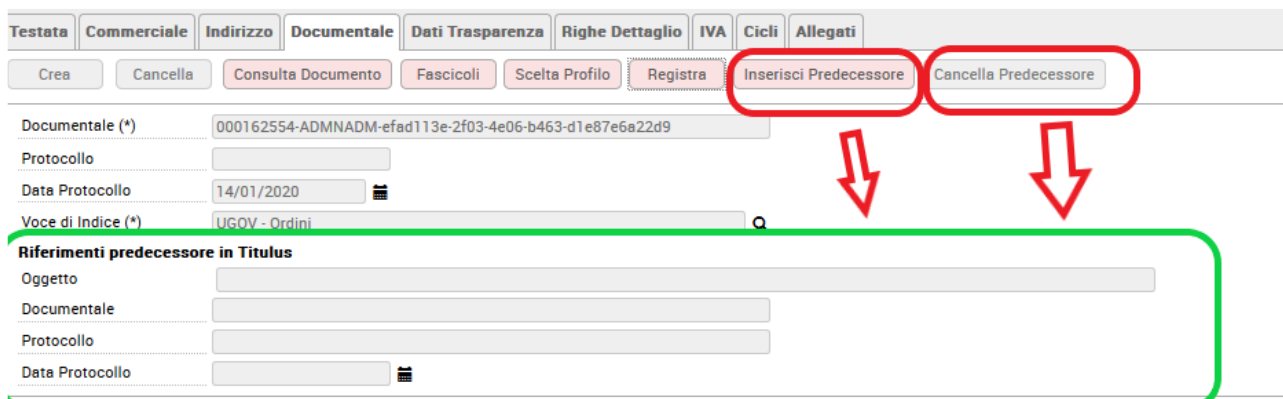 Testata Commerciale Indirizzo Documentale Dati Trasparenza Righe Dettaglio IVA Cicli Allegati
Crea Cancella Consulta Documento Fascicoli Scelta Profilo Registra Inserisci Predecessore Cancella Predecessore
Documentale (*) 000162554-ADMNADM-efad113e-2f03-4e06-b463-d1e87e6a22d9
Protocollo
Data Protocollo 14/01/2020
Voce di Indice (*) UGOV - Ordini
Riferimenti predecessore in Titulus
Oggetto
Documentale
Protocollo
Data Protocollo